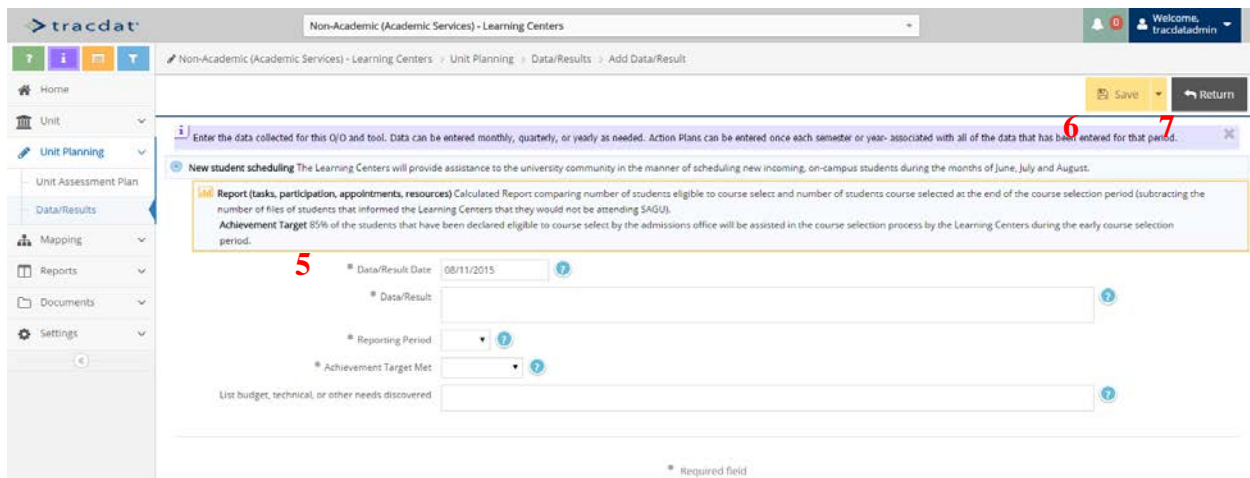 tracdat
Non-Academic (Academic Services) - Learning Centers
0
Welcome,
tracdatadmin
? i
Non-Academic (Academic Services) - Learning Centers > Unit Planning > Data/Results > Add Data/Result
Home
Save
Return
Unit
i Enter the data collected for this O/O and tool. Data can be entered monthly, quarterly, or yearly as needed. Action Plans can be entered once each semester or year- associated with all of the data that has been entered for that period.
6
7
Unit Planning
New student scheduling The Learning Centers will provide assistance to the university community in the manner of scheduling new incoming, on-campus students during the months of June, July and August.
Unit Assessment Plan
Report (tasks, participation, appointments, resources) Calculated Report comparing number of students eligible to course select and number of students course selected at the end of the course selection period (subtracting the
number of files of students that informed the Learning Centers that they would not be attending SAGU).
Data/Results
Achievement Target 85% of the students that have been declared eligible to course select by the admissions office will be assisted in the course selection process by the Learning Centers during the early course selection
period.
Mapping
Reports
5
* Data/Result Date 08/11/2015 ?
Documents
* Data/Result ?
Settings
* Reporting Period ?
* Achievement Target Met ?
List budget, technical, or other needs discovered ?
* Required field